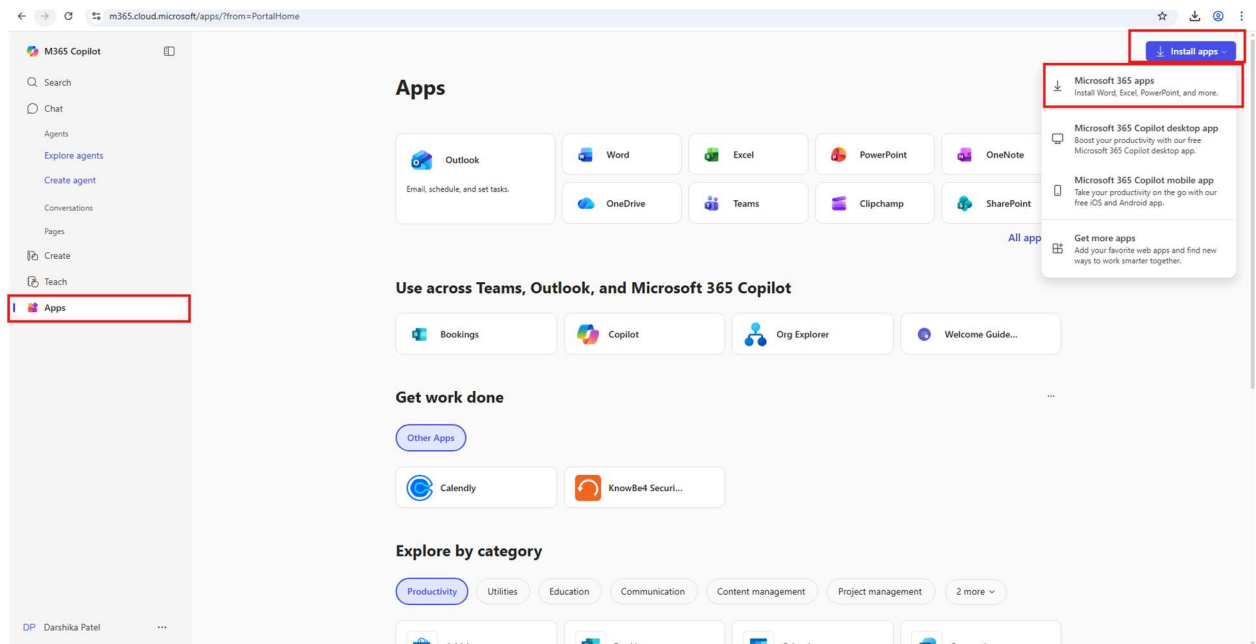 m365.cloud.microsoft/apps/?from=PortalHome
M365 Copilot
Search
Chat
Agents
Explore agents
Create agent
Conversations
Pages
Create
Teach
Apps
DP Darshika Patel
Install apps
Microsoft 365 apps
Install Word, Excel, PowerPoint, and more.
Microsoft 365 Copilot desktop app
Boost your productivity with our free
Microsoft 365 Copilot desktop app.
Microsoft 365 Copilot mobile app
Take your productivity on the go with our
free iOS and Android app.
Get more apps
Add your favorite web apps and find new
ways to work smarter together.
Apps
Outlook
Email, schedule, and set tasks.
Word
Excel
PowerPoint
OneNote
OneDrive
Teams
Clipchamp
SharePoint
All app
Use across Teams, Outlook, and Microsoft 365 Copilot
Bookings
Copilot
Org Explorer
Welcome Guide...
Get work done
Other Apps
Calendly
KnowBe4 Securi...
Explore by category
Productivity
Utilities
Education
Communication
Content management
Project management
2 more